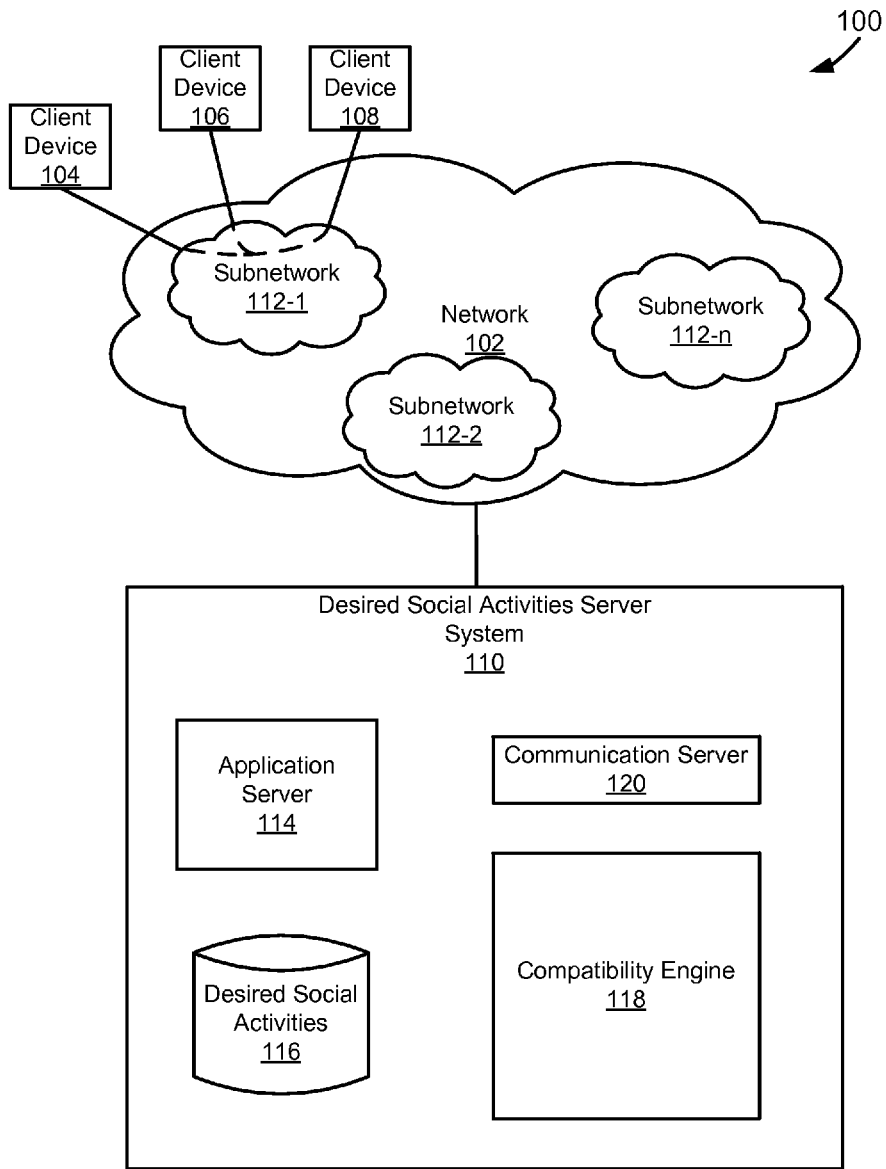 100
Client
Device
106
Client
Device
108
Client
Device
104
Subnetwork
112-1
Network
102
Subnetwork
112-n
Subnetwork
112-2
Desired Social Activities Server
System
110
Application
Server
114
Communication Server
120
Desired Social
Activities
116
Compatibility Engine
118